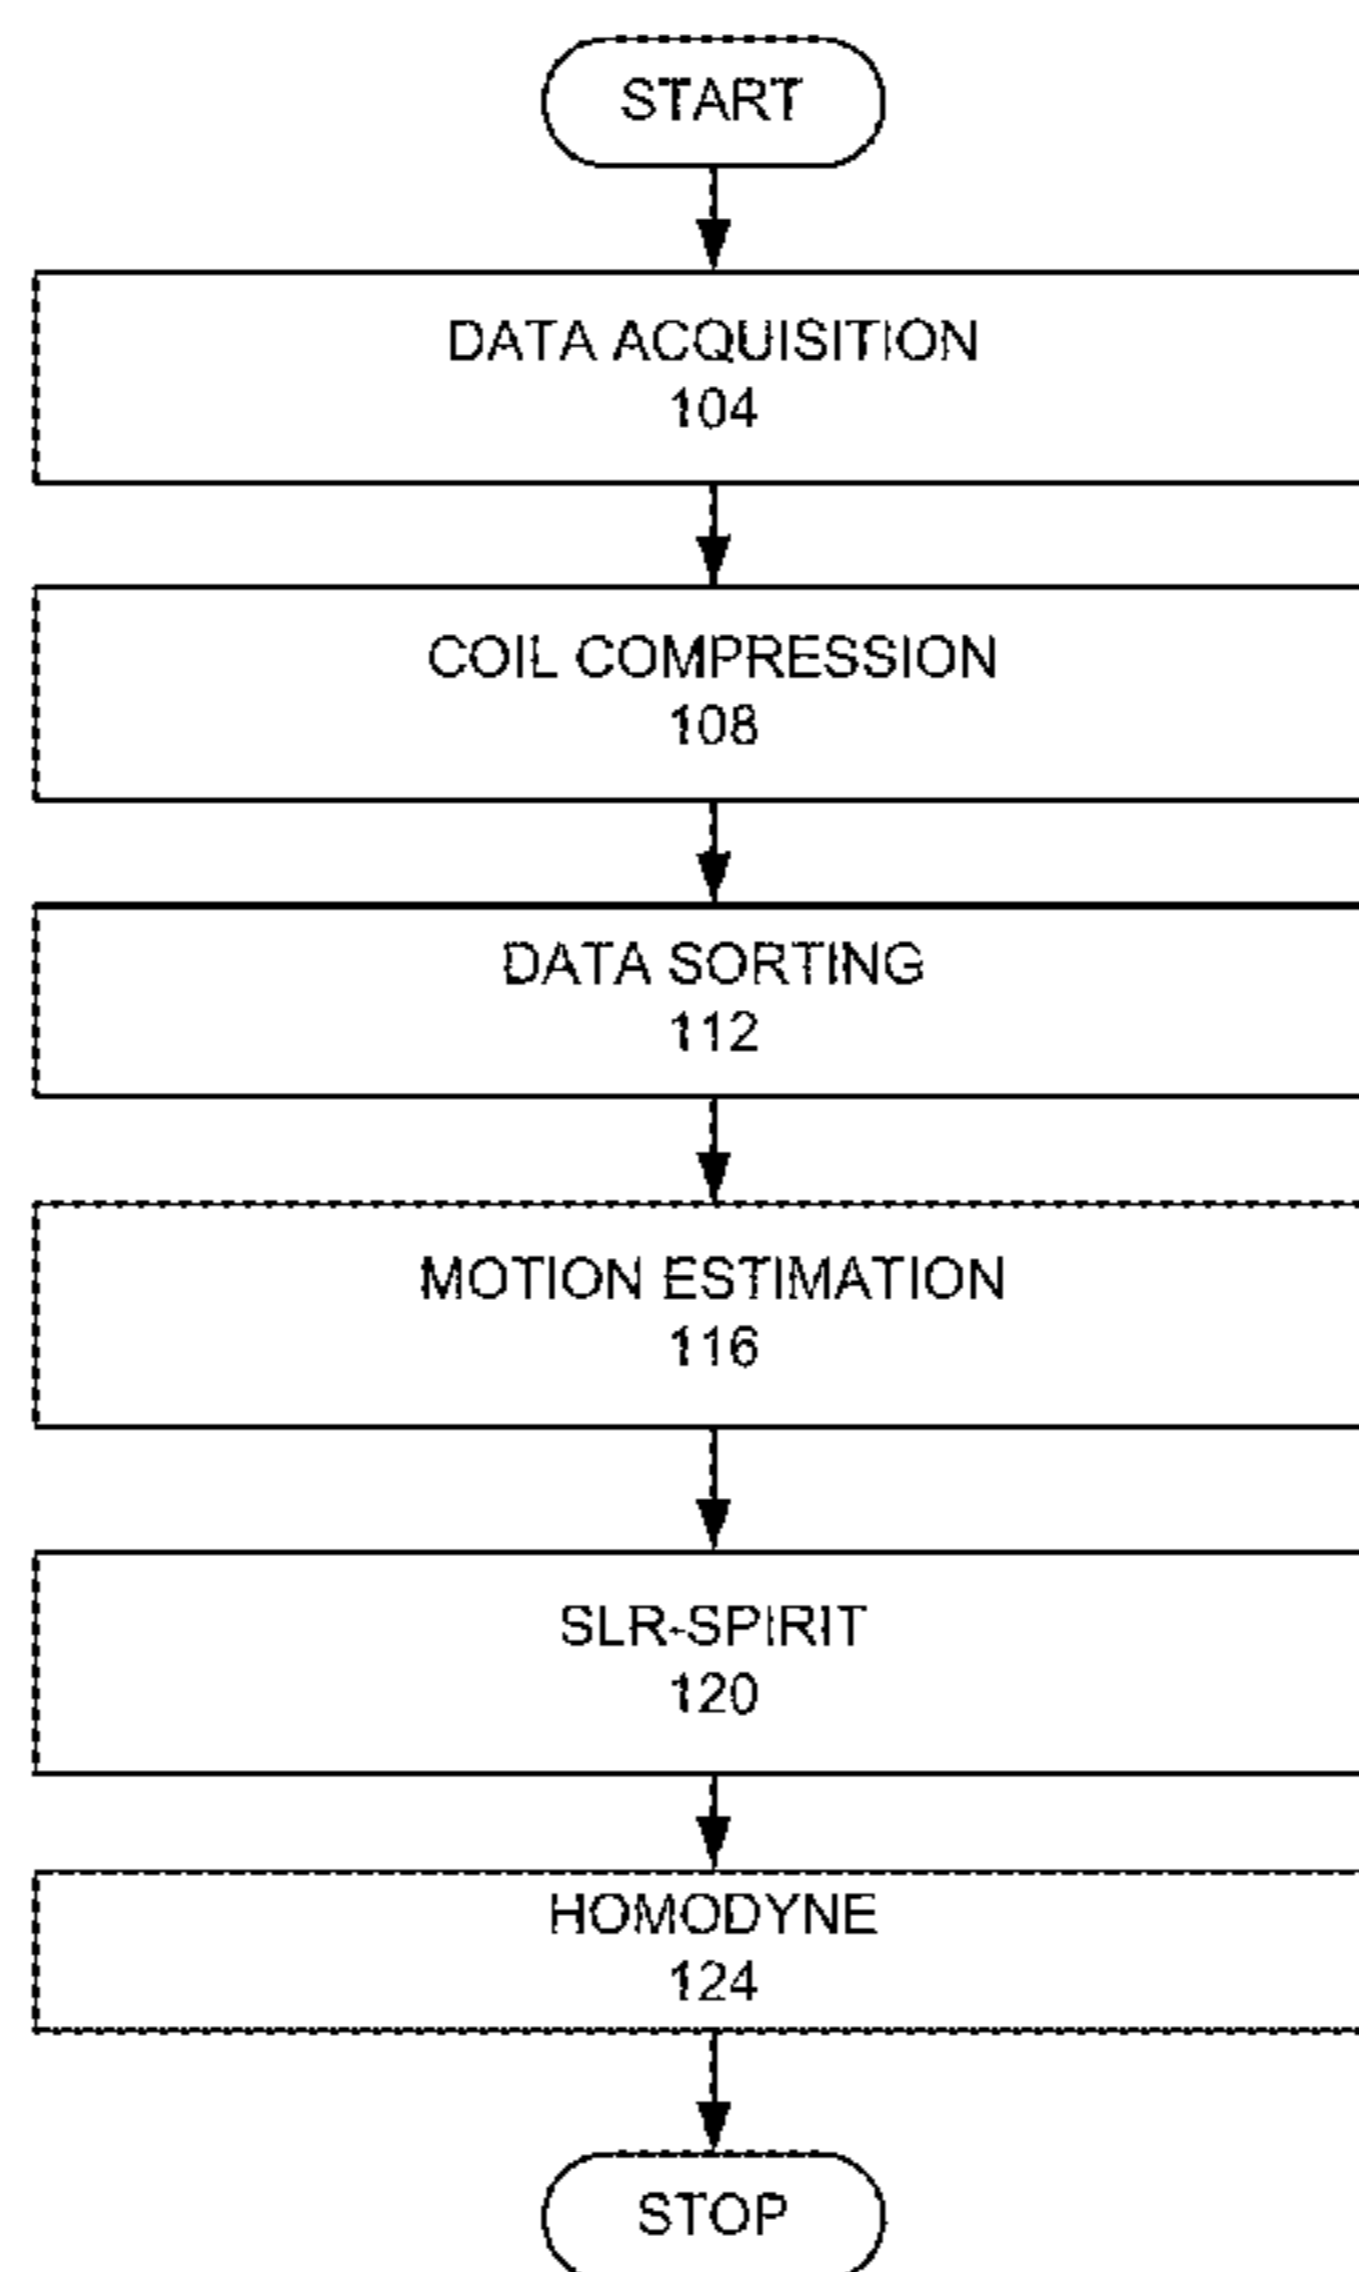 START
DATA ACQUISITION
104
COIL COMPRESSION
108
DATA SORTING
112
MOTION ESTIMATION
116
SLR-SPIRIT
120
HOMODYNE
124
STOP